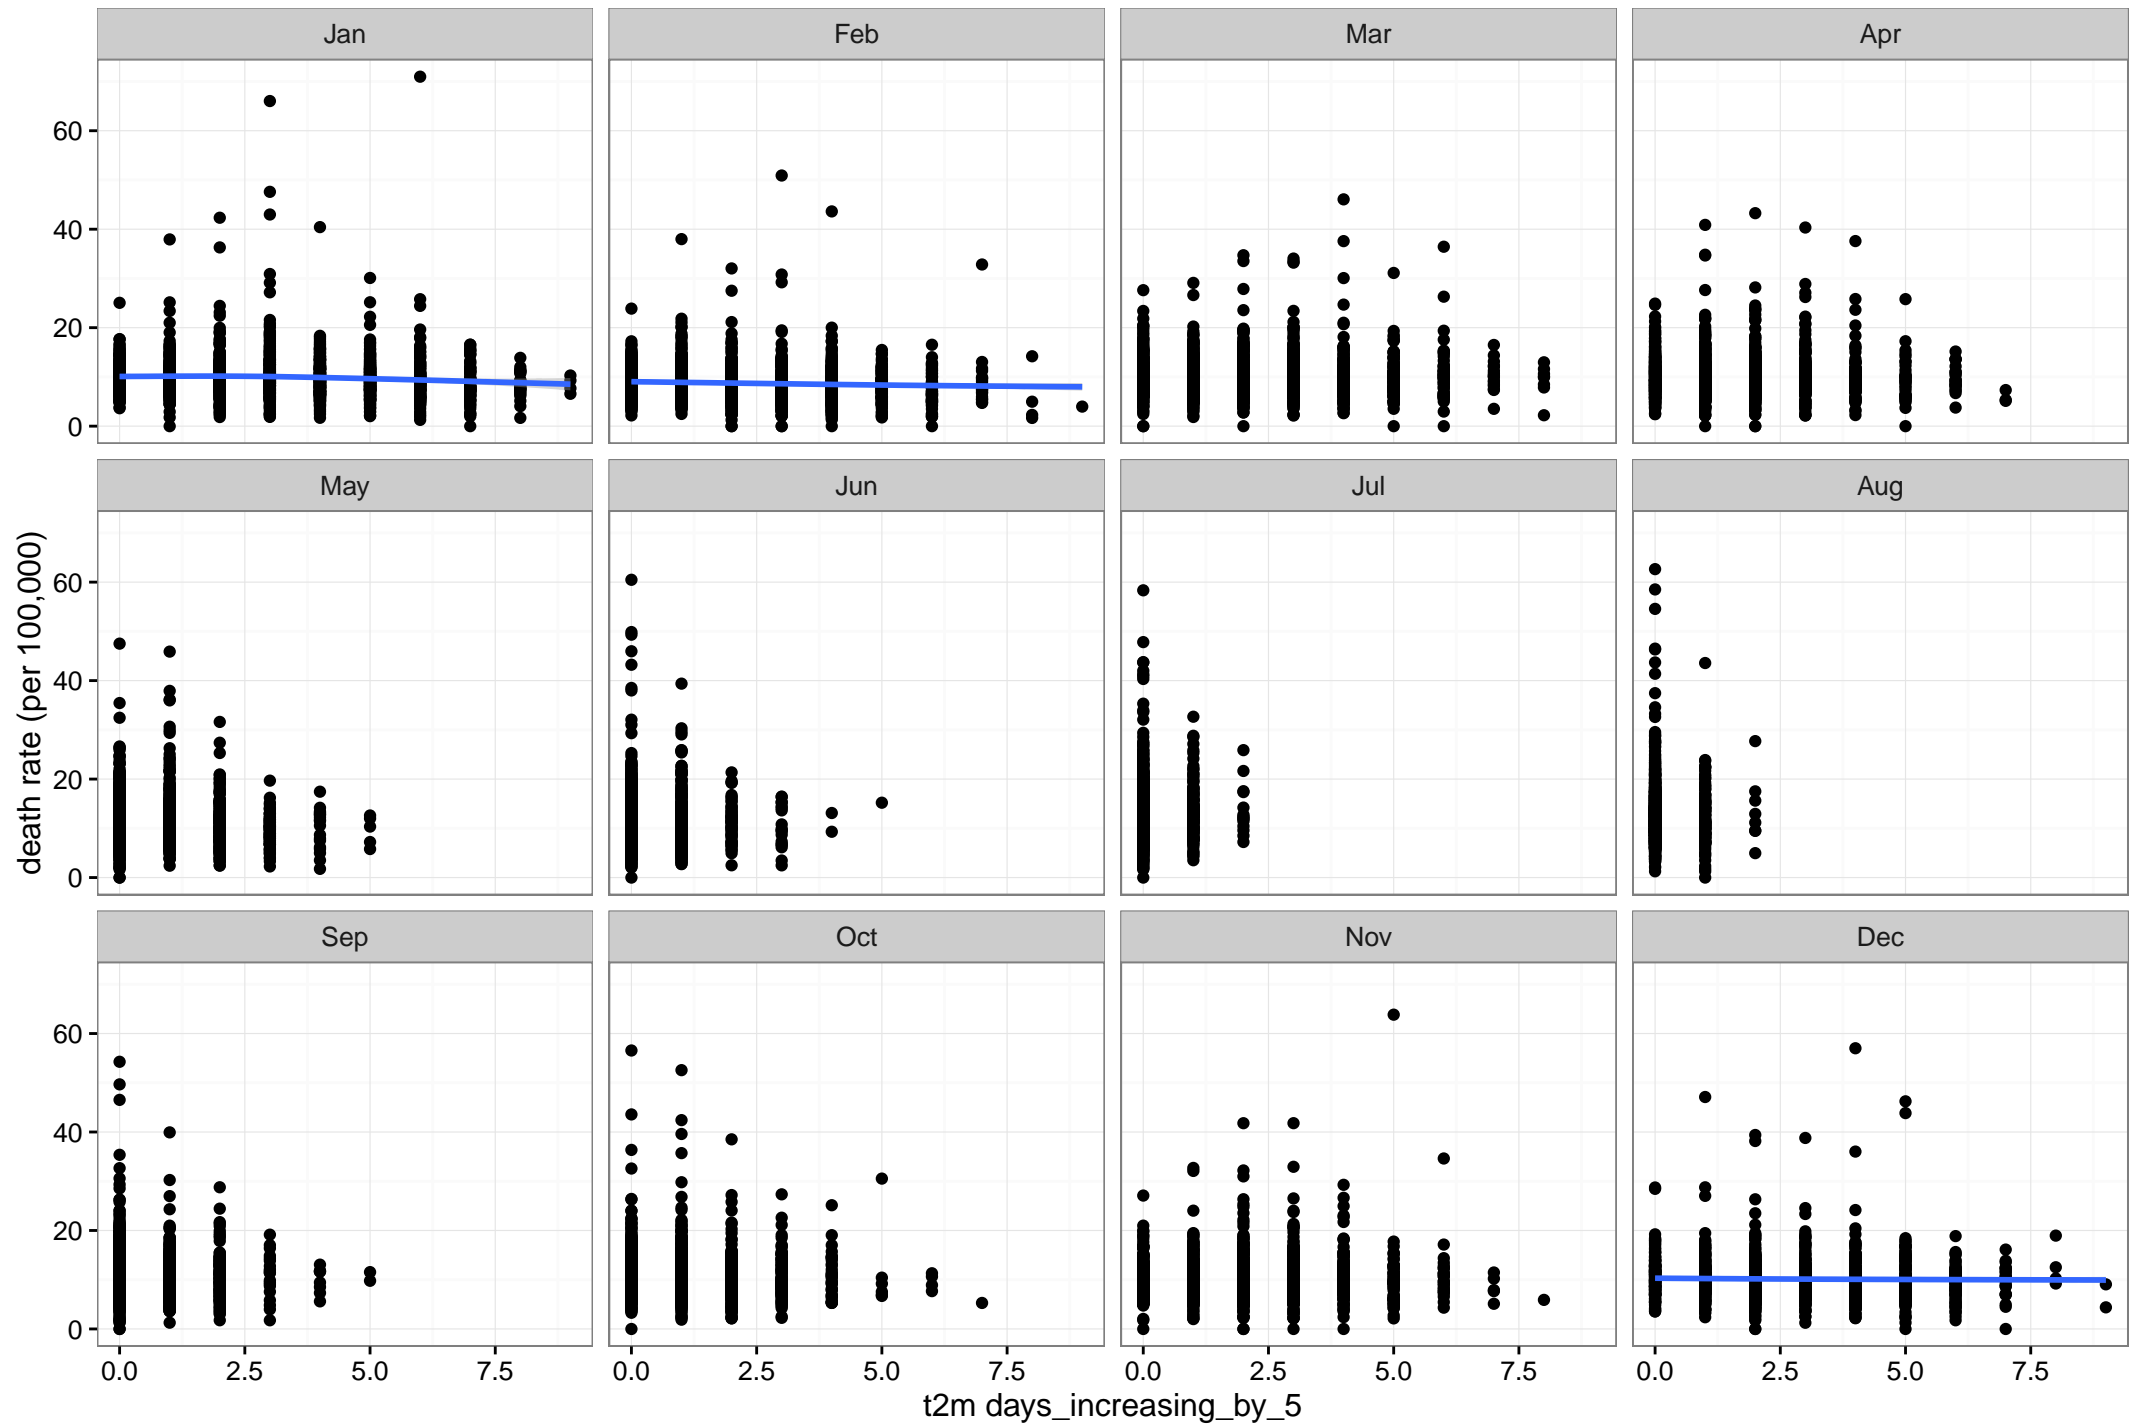 Jan Feb Mar Apr
60
40
20
0
May Jun Jul Aug
60
40
20
0
death rate (per 100,000)
Sep Oct Nov Dec
60
40
20
0
0.0 2.5 5.0 7.5 0.0 2.5 5.0 7.5 0.0 2.5 5.0 7.5 0.0 2.5 5.0 7.5
t2m days_increasing_by_5